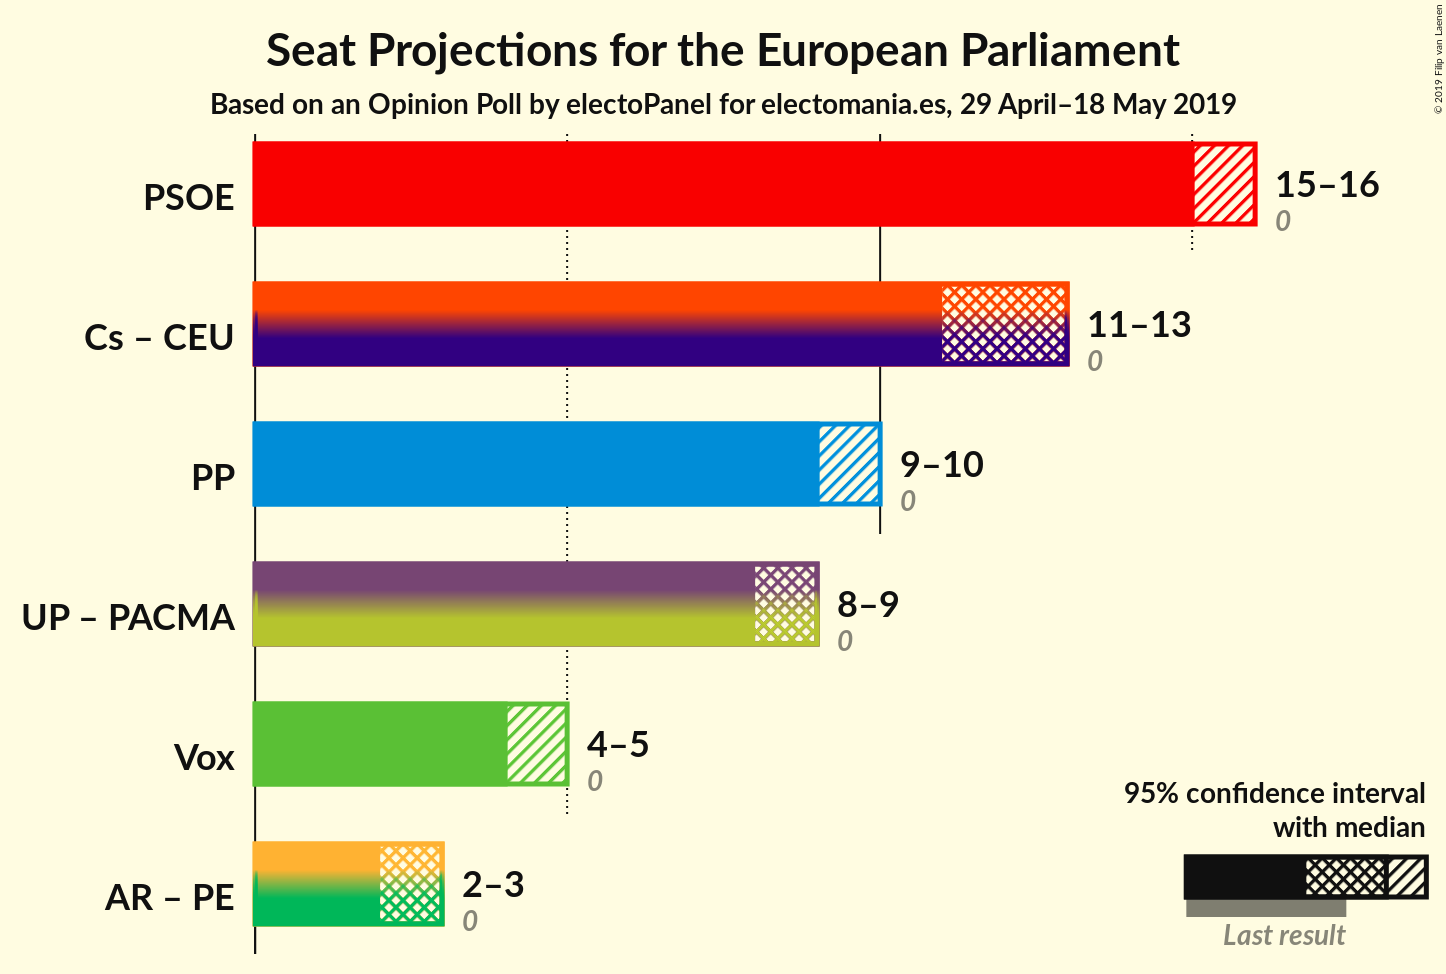 Seat Projections for the European Parliament
Based on an Opinion Poll by electoPanel for electomania.es, 29 April–18 May 2019
© 2019 Filip van Laenen
PSOE
15–16
0
Cs – CEU
11–13
0
PP
9–10
0
UP – PACMA
8–9
0
Vox
4–5
0
AR – PE
2–3
0
95% confidence interval
with median
Last result